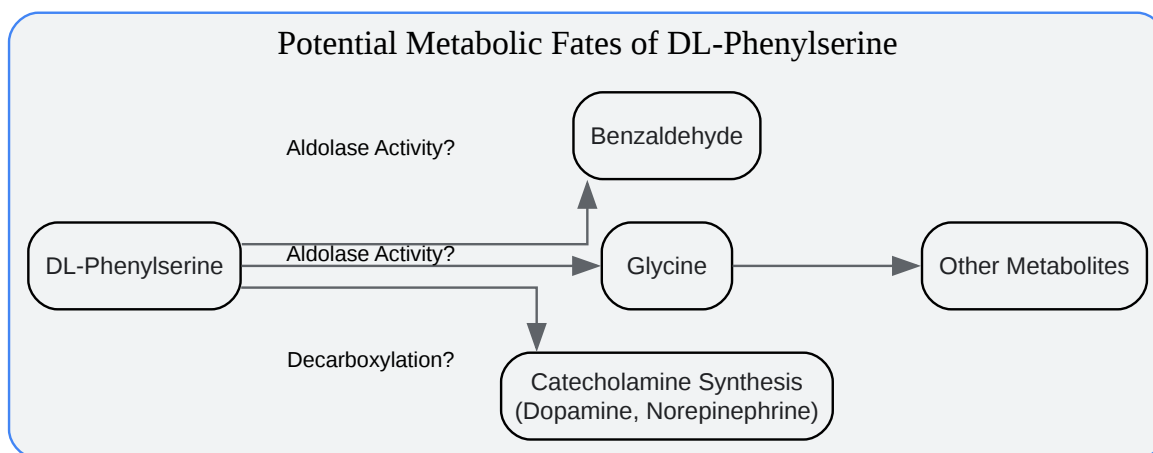 Potential Metabolic Fates of DL-Phenylserine
Aldolase Activity?
Benzaldehyde
DL-Phenylserine
Aldolase Activity?
Glycine
Other Metabolites
Decarboxylation?
Catecholamine Synthesis
(Dopamine, Norepinephrine)